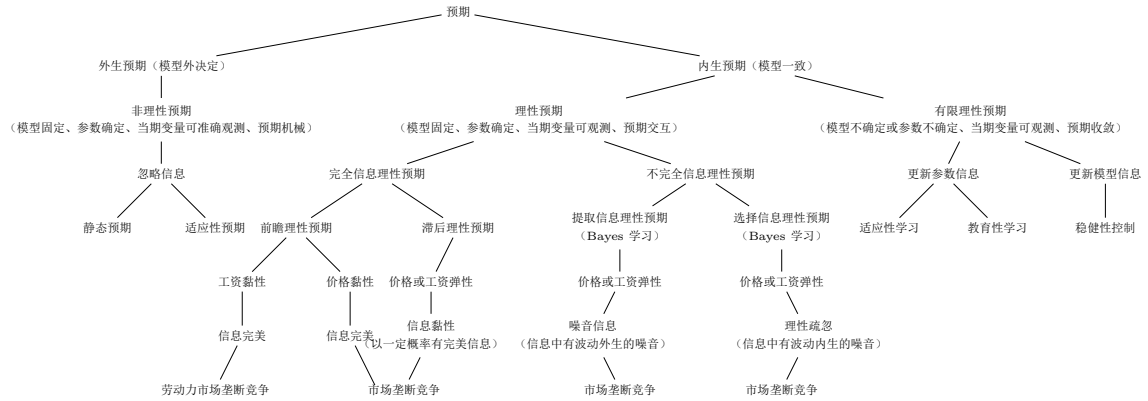 预期
外生预期（模型外决定）
内生预期（模型一致）
非理性预期
（模型固定、参数确定、当期变量可准确观测、预期机械）
理性预期
（模型固定、参数确定、当期变量可观测、预期交互）
有限理性预期
（模型不确定或参数不确定、当期变量可观测、预期收敛）
忽略信息
完全信息理性预期
不完全信息理性预期
更新参数信息
更新模型信息
静态预期
适应性预期
前瞻理性预期
滞后理性预期
提取信息理性预期
（Bayes 学习）
选择信息理性预期
（Bayes 学习）
适应性学习
教育性学习
稳健性控制
工资黏性
价格黏性
价格或工资弹性
价格或工资弹性
价格或工资弹性
信息完美
信息完美
信息黏性
（以一定概率有完美信息）
噪音信息
（信息中有波动外生的噪音）
理性疏忽
（信息中有波动内生的噪音）
劳动力市场垄断竞争
市场垄断竞争
市场垄断竞争
市场垄断竞争